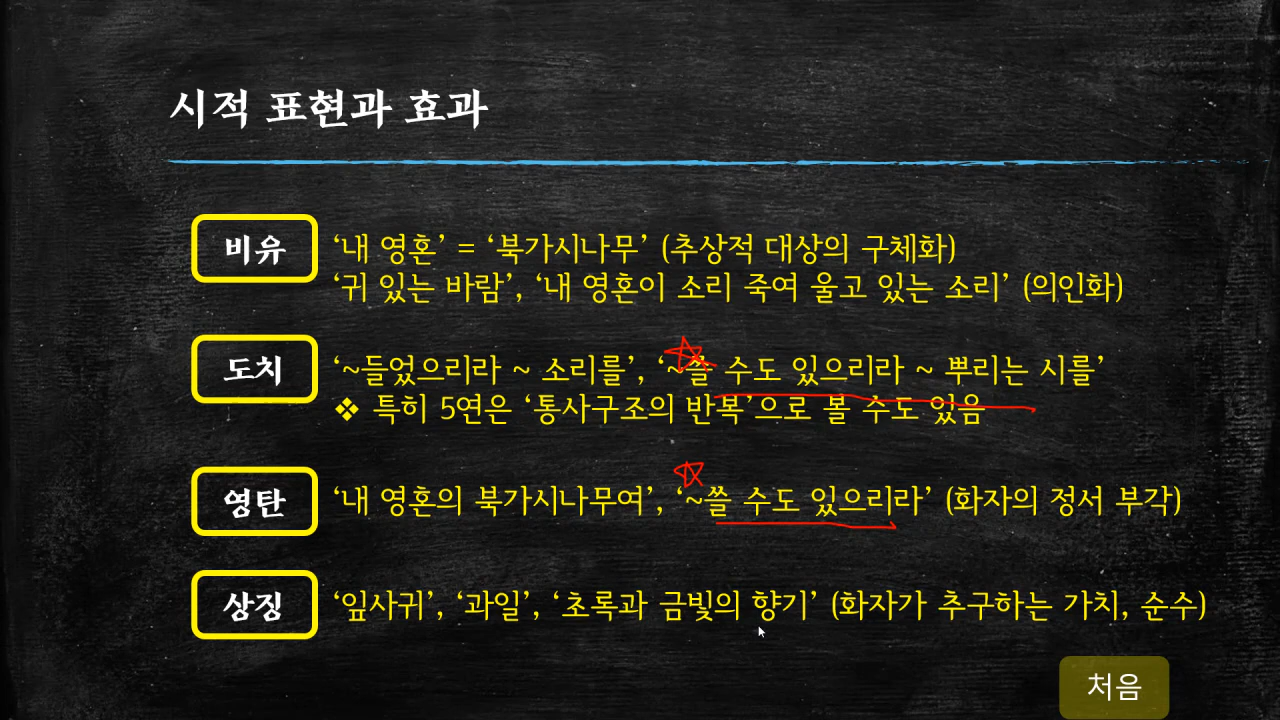 시적 표현과 효과
비유
‘내 영혼’ = ‘북가시나무’ (추상적 대상의 구체화)
‘귀 있는 바람’, ‘내 영혼이 소리 죽여 울고 있는 소리’ (의인화)
도치
‘~들었으리라 ~ 소리를’, ‘~쓸 수도 있으리라 ~ 뿌리는 시를’
❖ 특히 5연은 ‘통사구조의 반복’으로 볼 수도 있음
영탄
‘내 영혼의 북가시나무여’, ‘~쓸 수도 있으리라’ (화자의 정서 부각)
상징
‘잎사귀’, ‘과일’, ‘초록과 금빛의 향기’ (화자가 추구하는 가치, 순수)
처음